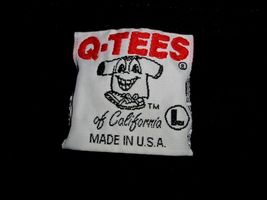 Q-TEES
®
TM
of California
L
MADE IN U.S.A.